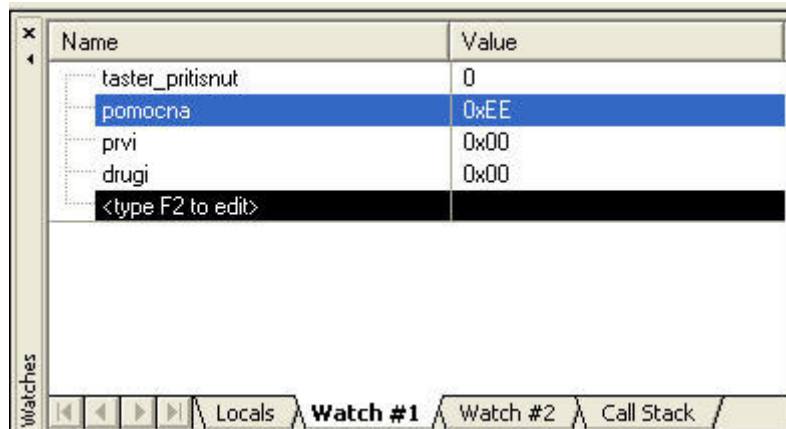 Name Value
taster_pritisnut 0
pomocna 0xEE
prvi 0x00
drugi 0x00
<type F2 to edit>
Watches
Locals Watch #1 Watch #2 Call Stack